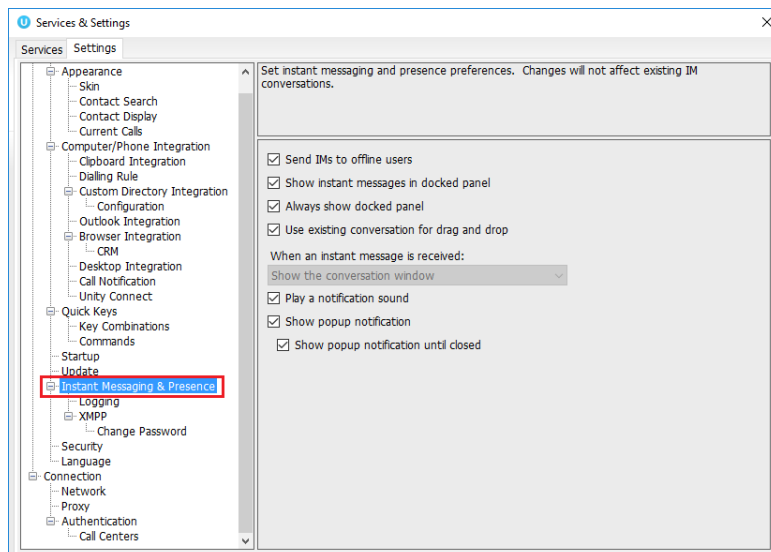 Services & Settings
Services
Settings
Appearance
Skin
Contact Search
Contact Display
Current Calls
Computer/Phone Integration
Clipboard Integration
Dialling Rule
Custom Directory Integration
Configuration
Outlook Integration
Browser Integration
CRM
Desktop Integration
Call Notification
Unity Connect
Quick Keys
Key Combinations
Commands
Startup
Update
Instant Messaging & Presence
Logging
XMPP
Change Password
Security
Language
Connection
Network
Proxy
Authentication
Call Centers
Set instant messaging and presence preferences. Changes will not affect existing IM
conversations.
Send IMs to offline users
Show instant messages in docked panel
Always show docked panel
Use existing conversation for drag and drop
When an instant message is received:
Show the conversation window
Play a notification sound
Show popup notification
Show popup notification until closed